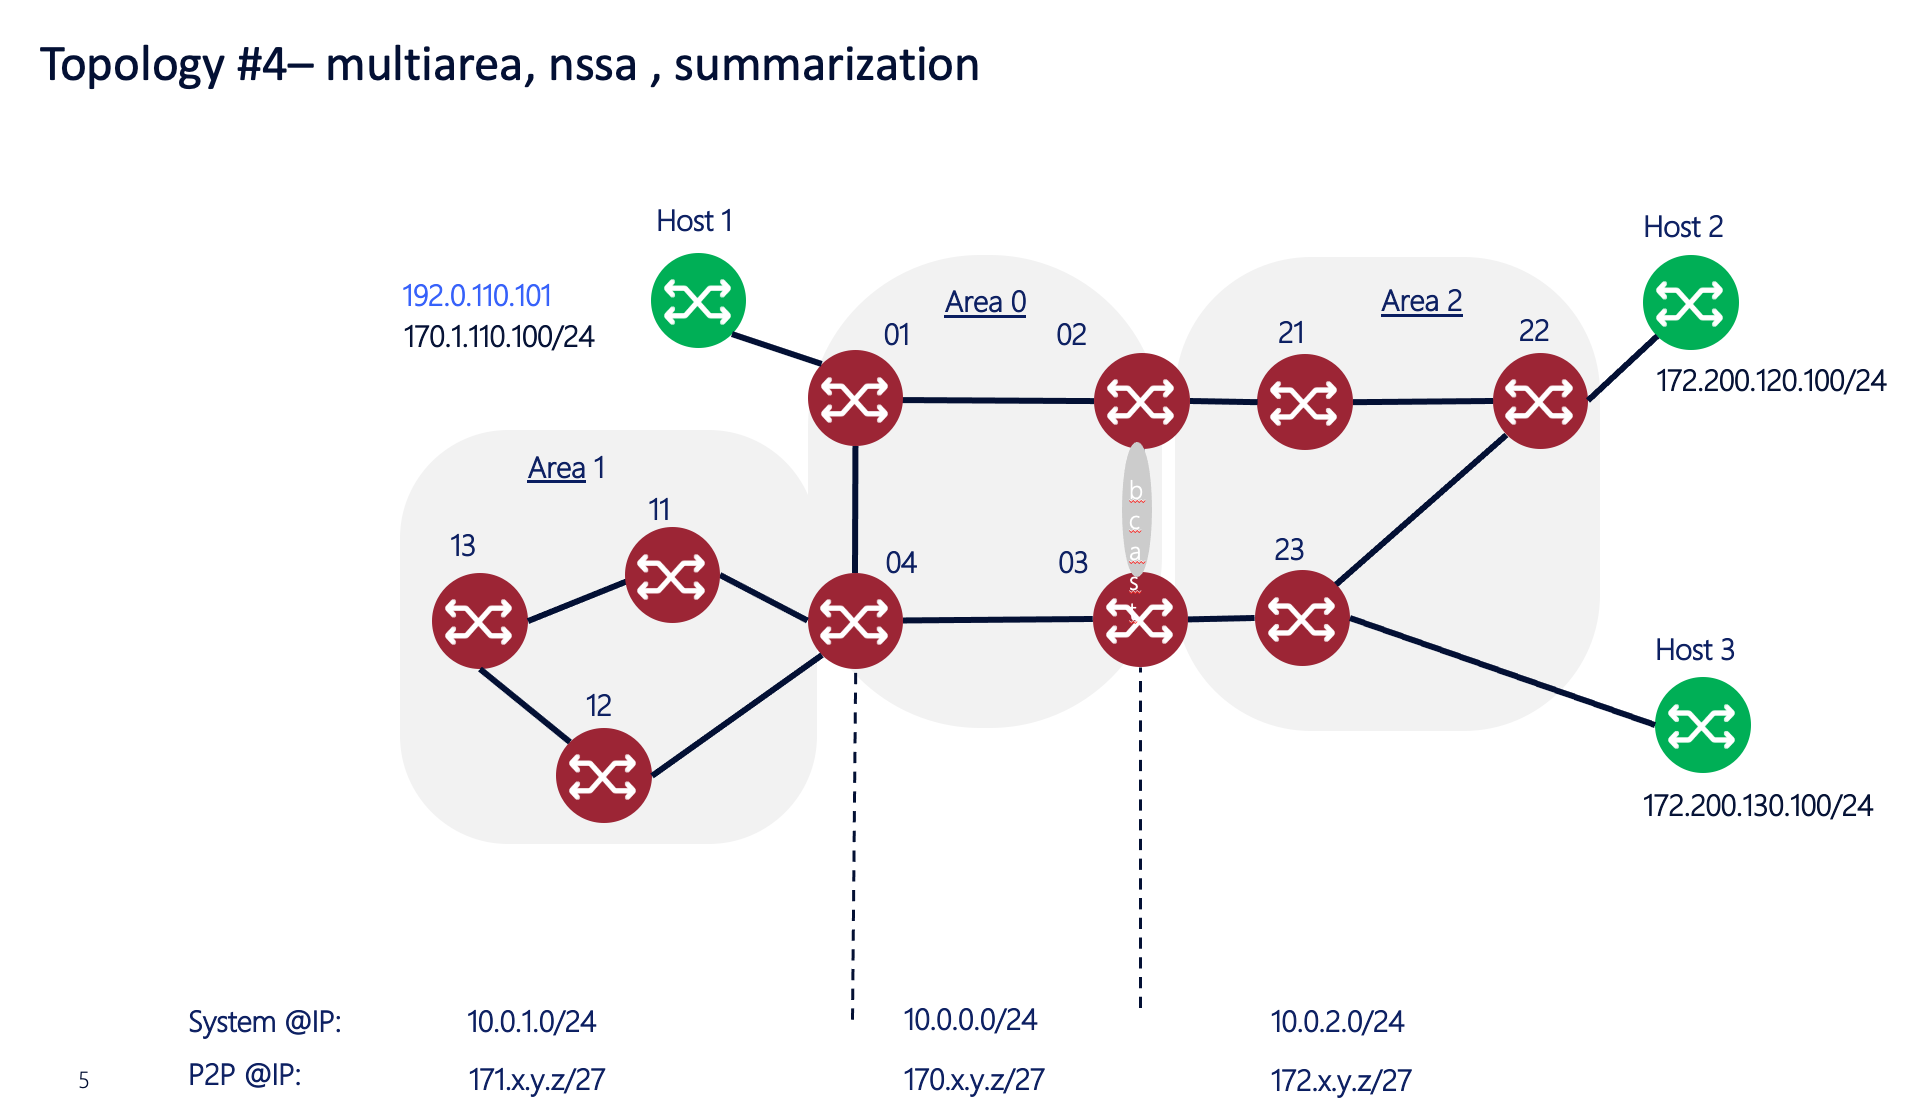 Topology #4– multiarea, nssa , summarization
Host 1
Host 2
192.0.110.101
170.1.110.100/24
Area 0
Area 2
01
02
21
22
172.200.120.100/24
Area 1
11
13
04
03
23
b
c
a
s
t
12
Host 3
172.200.130.100/24
System @IP:
10.0.1.0/24
10.0.0.0/24
10.0.2.0/24
P2P @IP:
171.x.y.z/27
170.x.y.z/27
172.x.y.z/27
5